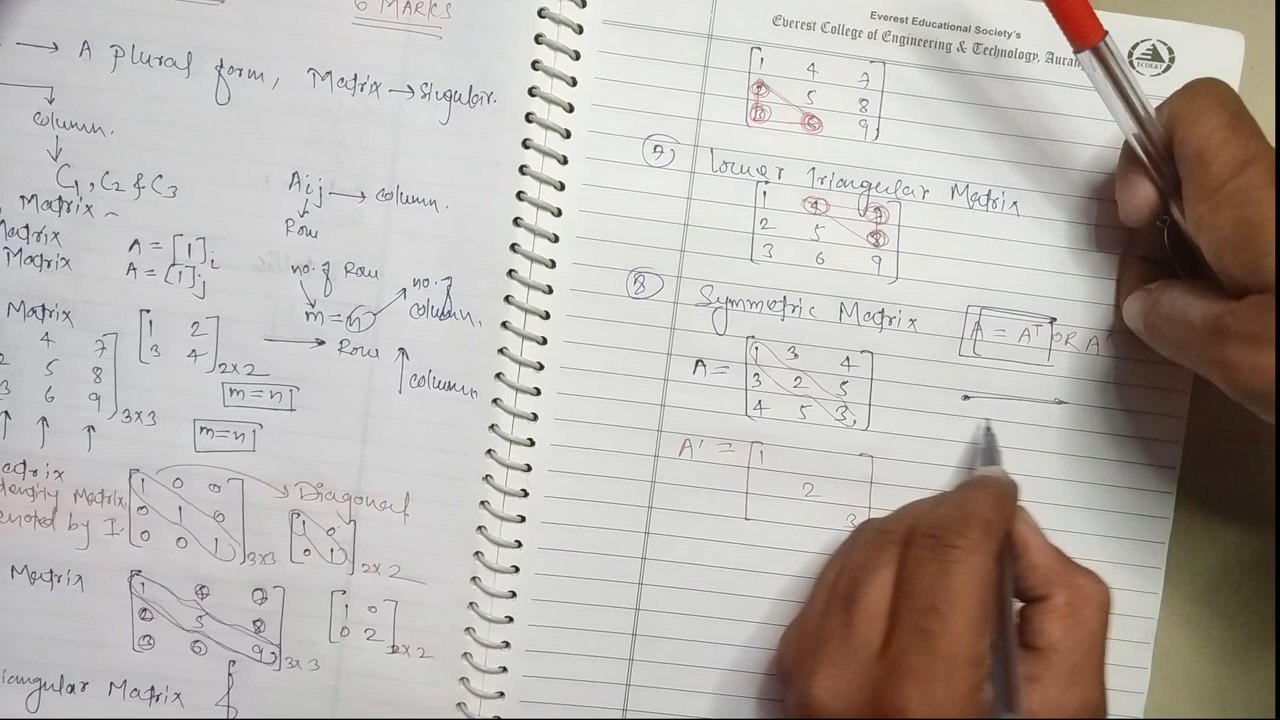 6 MARKS
→ A plural form, Matrix → Singular.
column.
C1, C2 & C3
Aij → column.
Row
Matrix -
Matrix A = [1]i
Matrix A = [1]j
no. of Row
m = n
no. of column.
Matrix
4 7
2 5 8
3 6 9
3x3
1 2
3 4
2x2
→ Row
column
m = n
m = n
Matrix
Matrix
denoted by I.
1 0 0
0 1 0
0 0 1
3x3
Diagonal
1 0
0 1
2x2
Matrix
1 4 7
2 5 8
3 6 9
3x3
1 0
0 2
2x2
iangular Matrix
Everest Educational Society's
Everest College of Engineering & Technology, Auran
ECOE&T
1 4 7
2 5 8
3 6 9
7) Lower Triangular Matrix
1 4 7
2 5 8
3 6 9
8 Symmetric Matrix
A = Aᵀ OR A'
A =
1 3 4
3 2 5
4 5 3
A' =
1
2
3